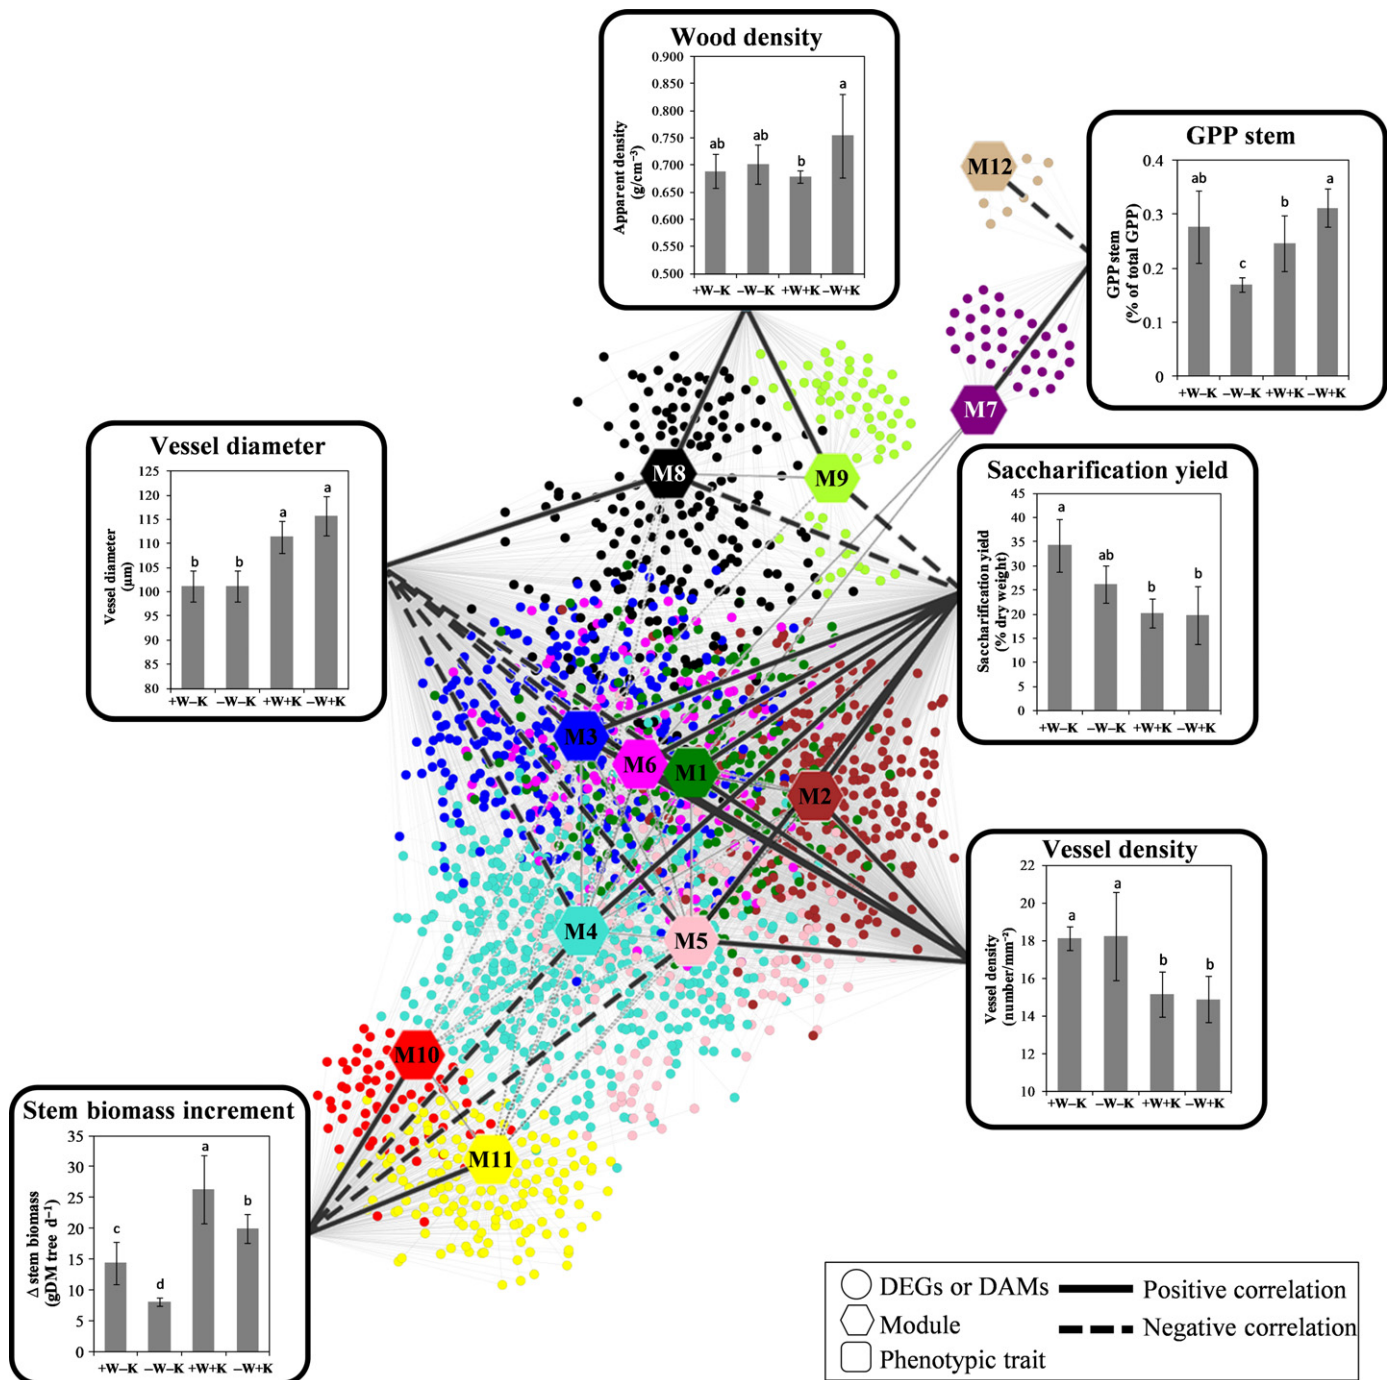 Wood density
0.900
0.850
0.800
0.750
0.700
0.650
0.600
0.550
0.500
Apparent density
(g/cm⁻³)
ab
ab
b
a
+W−K −W−K +W+K −W+K
GPP stem
0.4
0.3
0.2
0.1
0
GPP stem
(% of total GPP)
ab
c
b
a
+W−K −W−K +W+K −W+K
M12
M7
Vessel diameter
125
120
115
110
105
100
95
90
85
80
Vessel diameter
(µm)
b
b
a
a
+W−K −W−K +W+K −W+K
M8
M9
Saccharification yield
45
40
35
30
25
20
15
10
5
0
Saccharification yield
(% dry weight)
a
ab
b
b
+W−K −W−K +W+K −W+K
M3
M6
M1
M2
M4
M5
Vessel density
22
20
18
16
14
12
10
Vessel density
(number/mm⁻²)
a
a
b
b
+W−K −W−K +W+K −W+K
M10
M11
Stem biomass increment
35
30
25
20
15
10
5
0
Δ stem biomass
(gDM tree d⁻¹)
c
d
a
b
+W−K −W−K +W+K −W+K
DEGs or DAMs
Module
Phenotypic trait
Positive correlation
Negative correlation